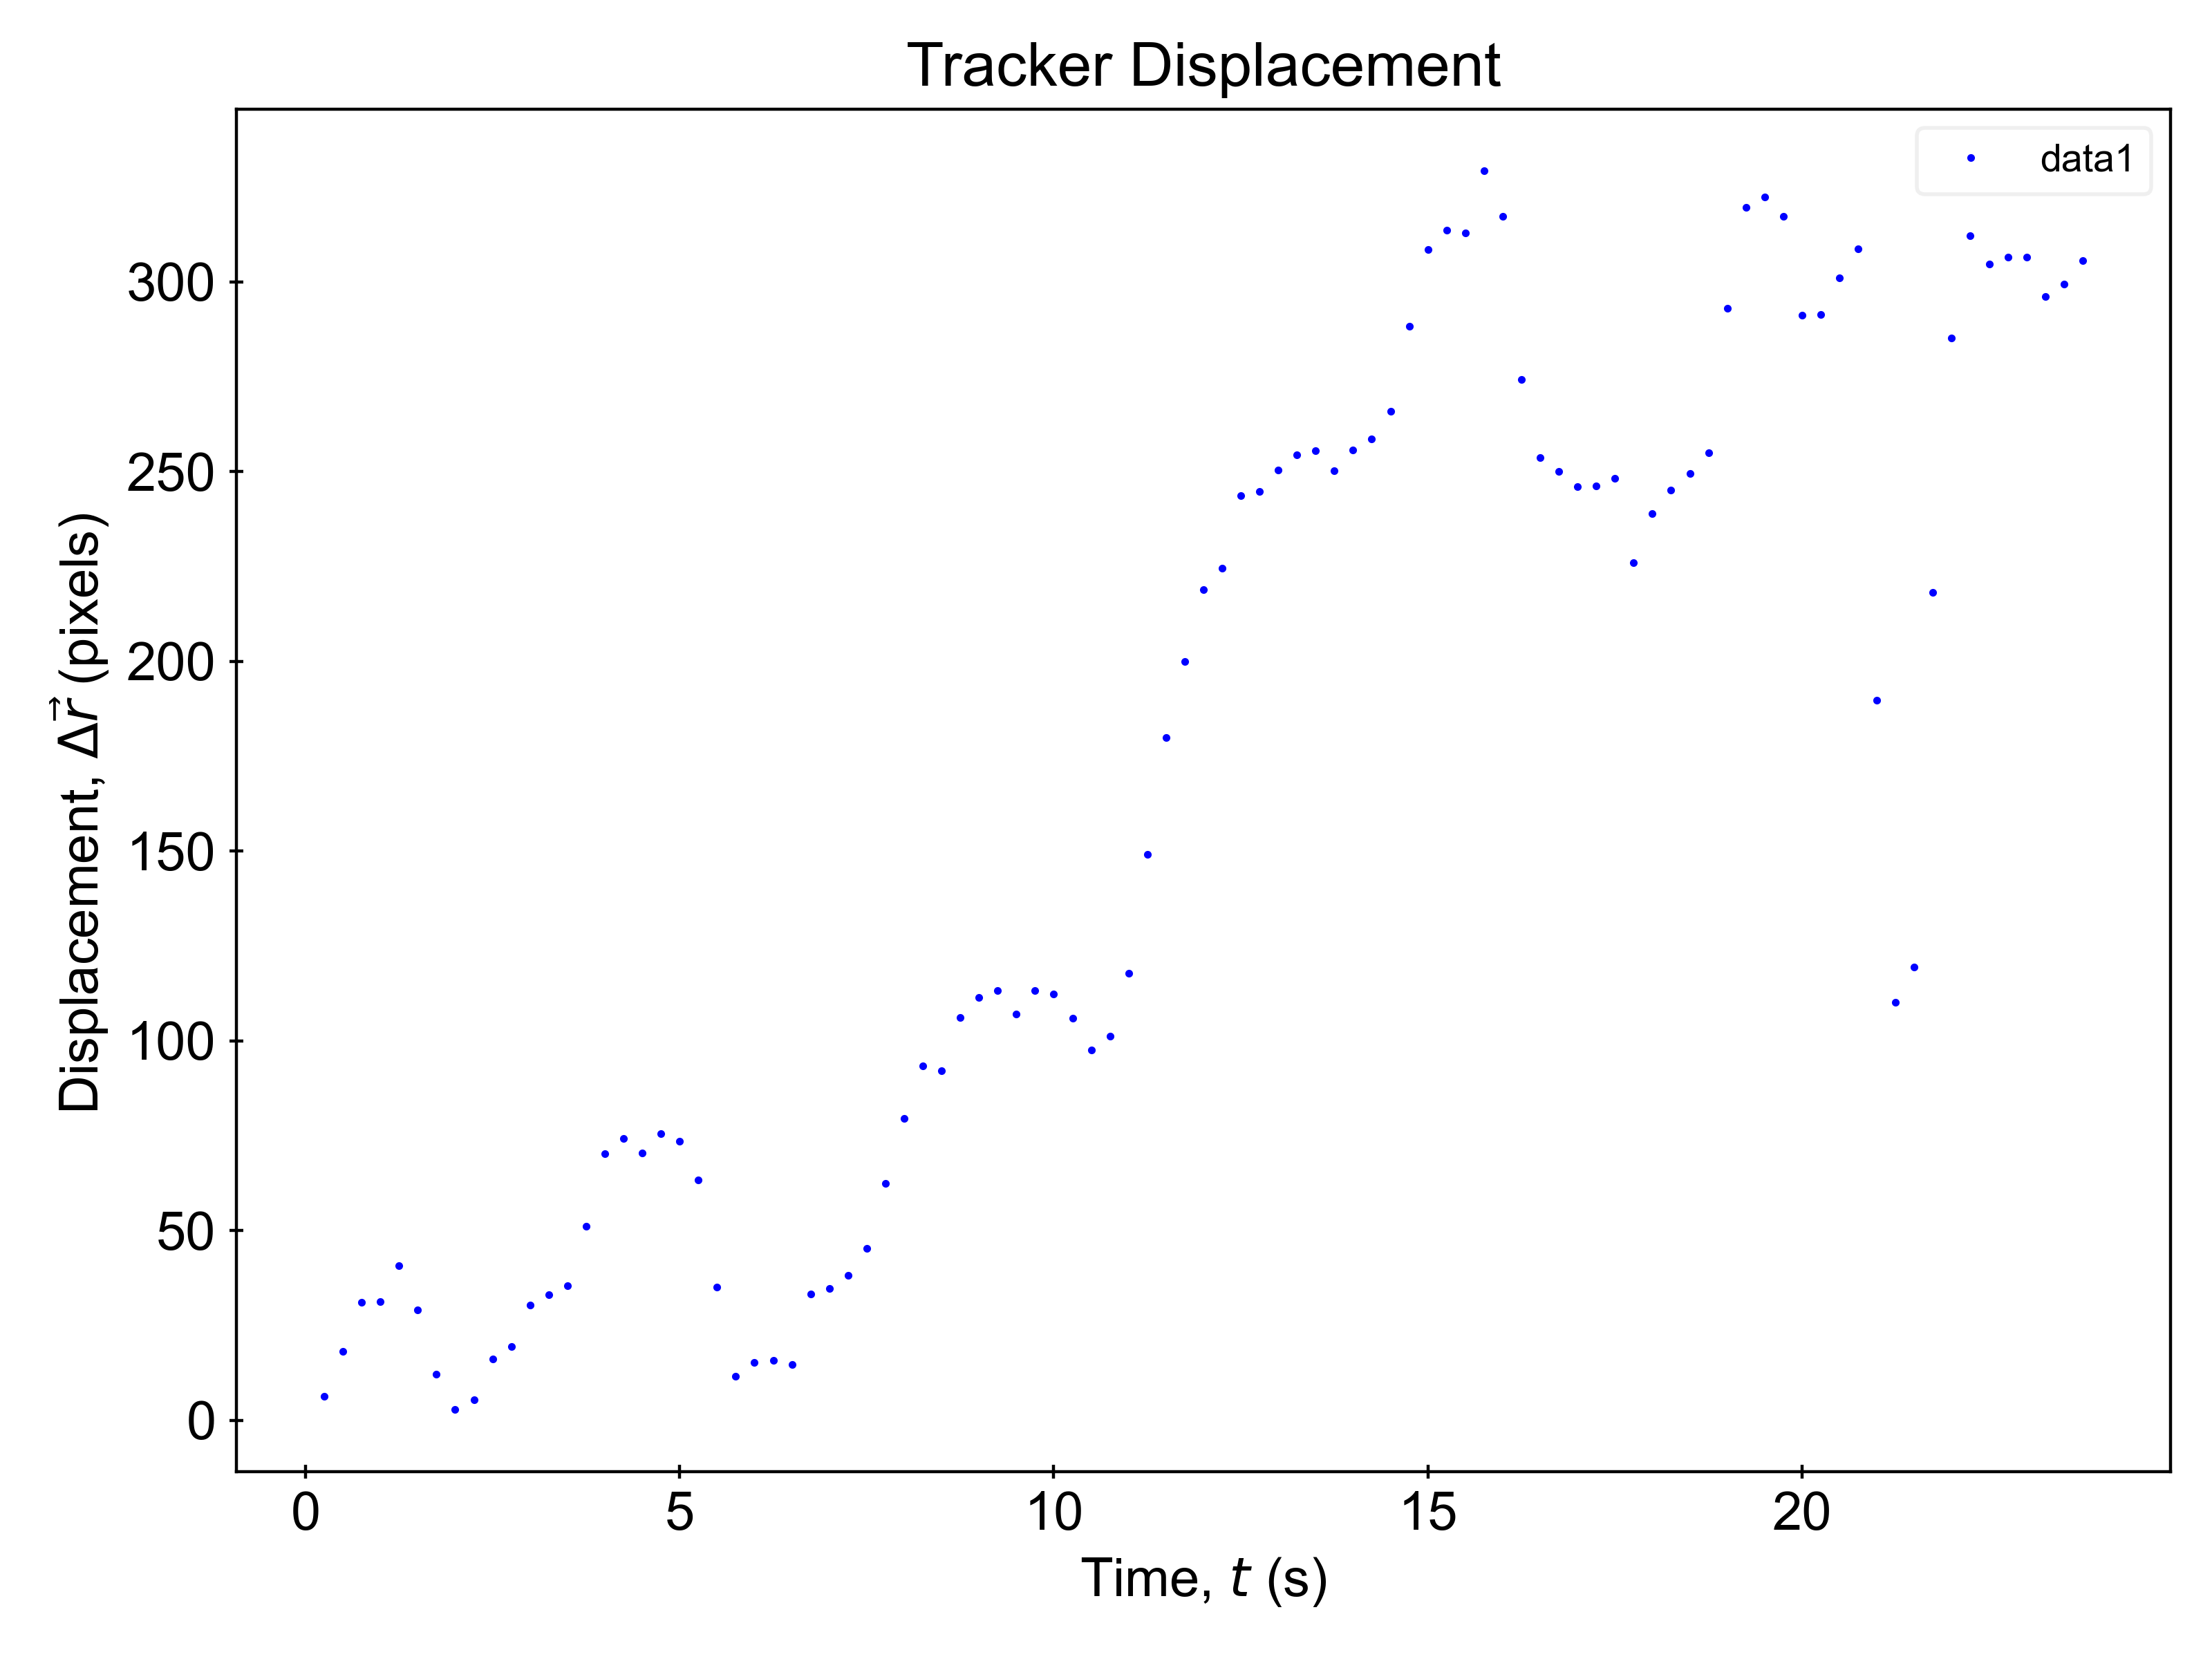 Tracker Displacement
data1
Displacement, Δr⃗ (pixels)
300
250
200
150
100
50
0
0 5 10 15 20
Time, t (s)